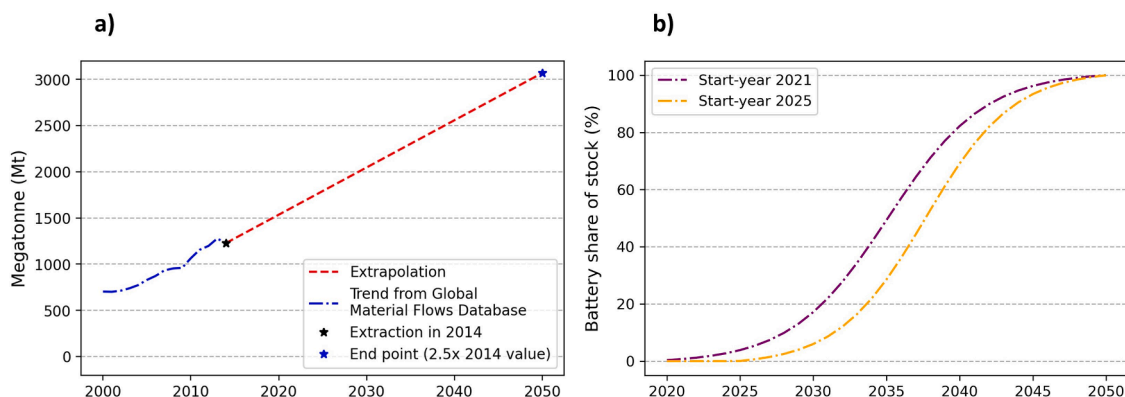 a)
Megatonne (Mt)
3000
2500
2000
1500
1000
500
0
2000
2010
2020
2030
2040
2050
Extrapolation
Trend from Global
Material Flows Database
Extraction in 2014
End point (2.5x 2014 value)
b)
Battery share of stock (%)
100
80
60
40
20
0
2020
2025
2030
2035
2040
2045
2050
Start-year 2021
Start-year 2025